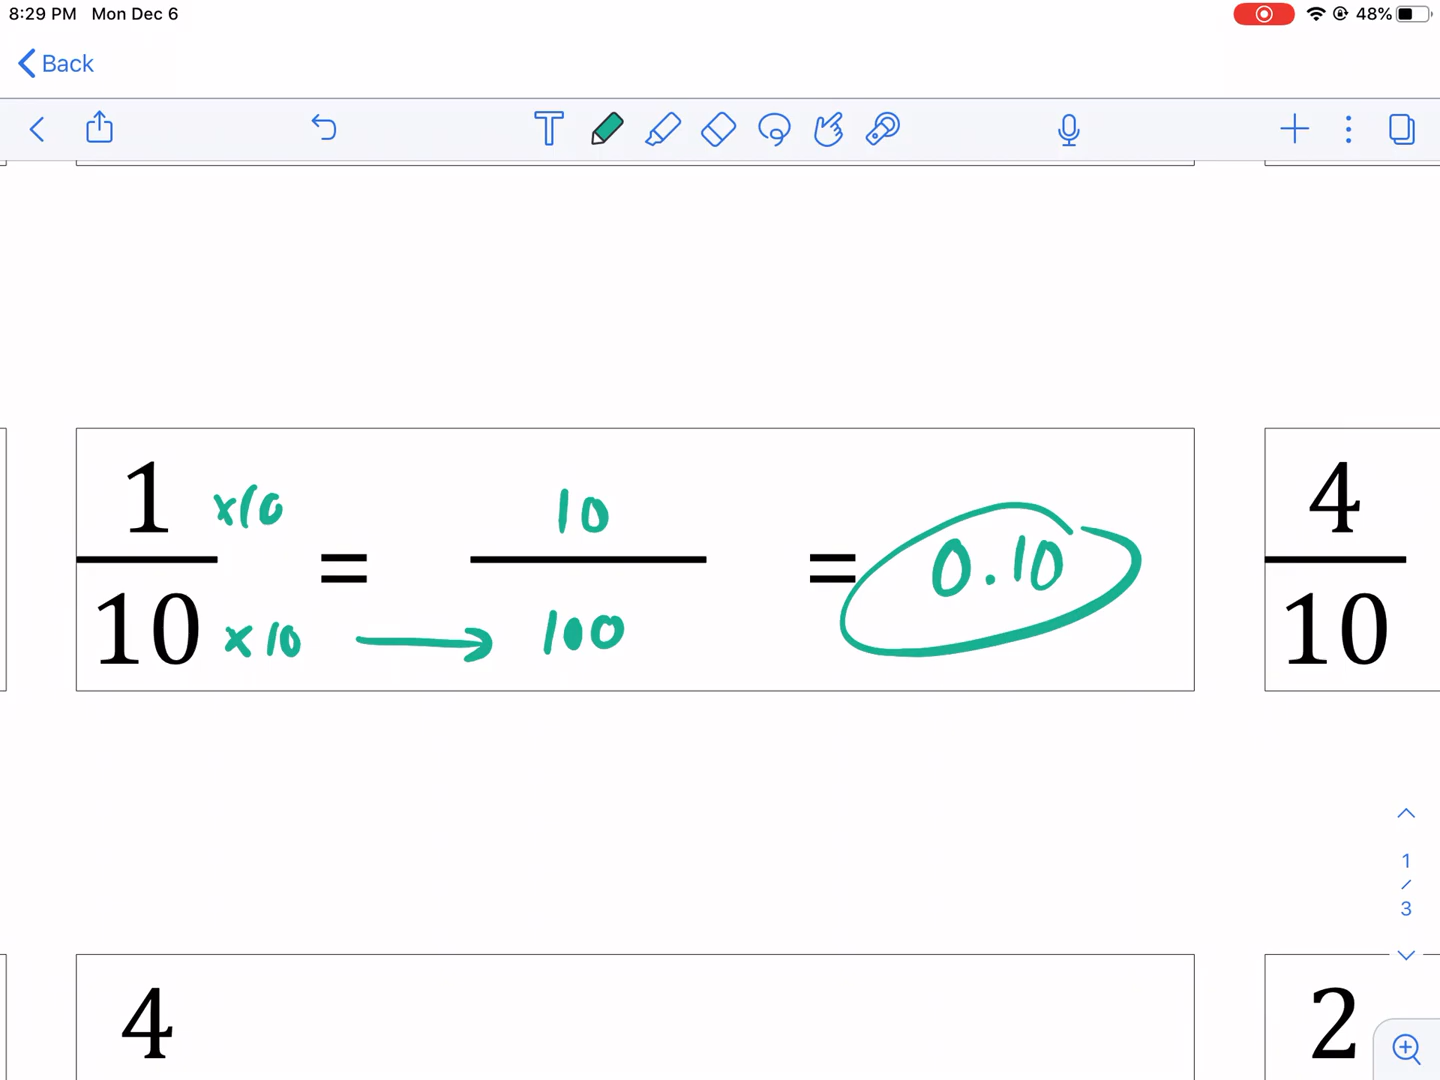 8:29 PM Mon Dec 6
48%
Back
T
1 x10
10 4
= = 0.10
10 x10 → 100 10
1
/
3
4 2